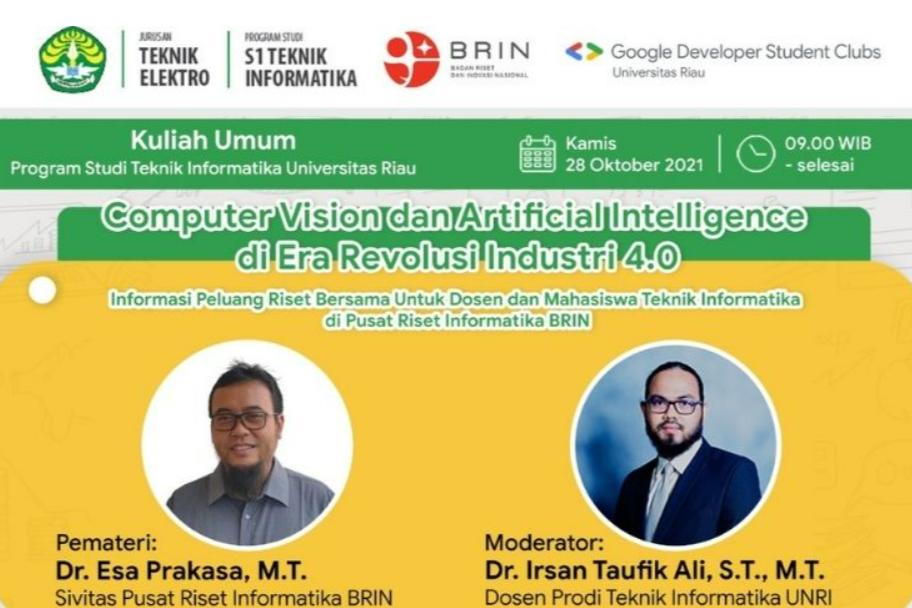 JURUSAN
TEKNIK
ELEKTRO
PROGRAM STUDI
S1 TEKNIK
INFORMATIKA
BRIN
BADAN RISET
DAN INOVASI NASIONAL
Google Developer Student Clubs
Universitas Riau
Kuliah Umum
Program Studi Teknik Informatika Universitas Riau
Kamis
28 Oktober 2021
09.00 WIB
- selesai
Computer Vision dan Artificial Intelligence
di Era Revolusi Industri 4.0
Informasi Peluang Riset Bersama Untuk Dosen dan Mahasiswa Teknik Informatika
di Pusat Riset Informatika BRIN
Pemateri:
Dr. Esa Prakasa, M.T.
Sivitas Pusat Riset Informatika BRIN
Moderator:
Dr. Irsan Taufik Ali, S.T., M.T.
Dosen Prodi Teknik Informatika UNRI